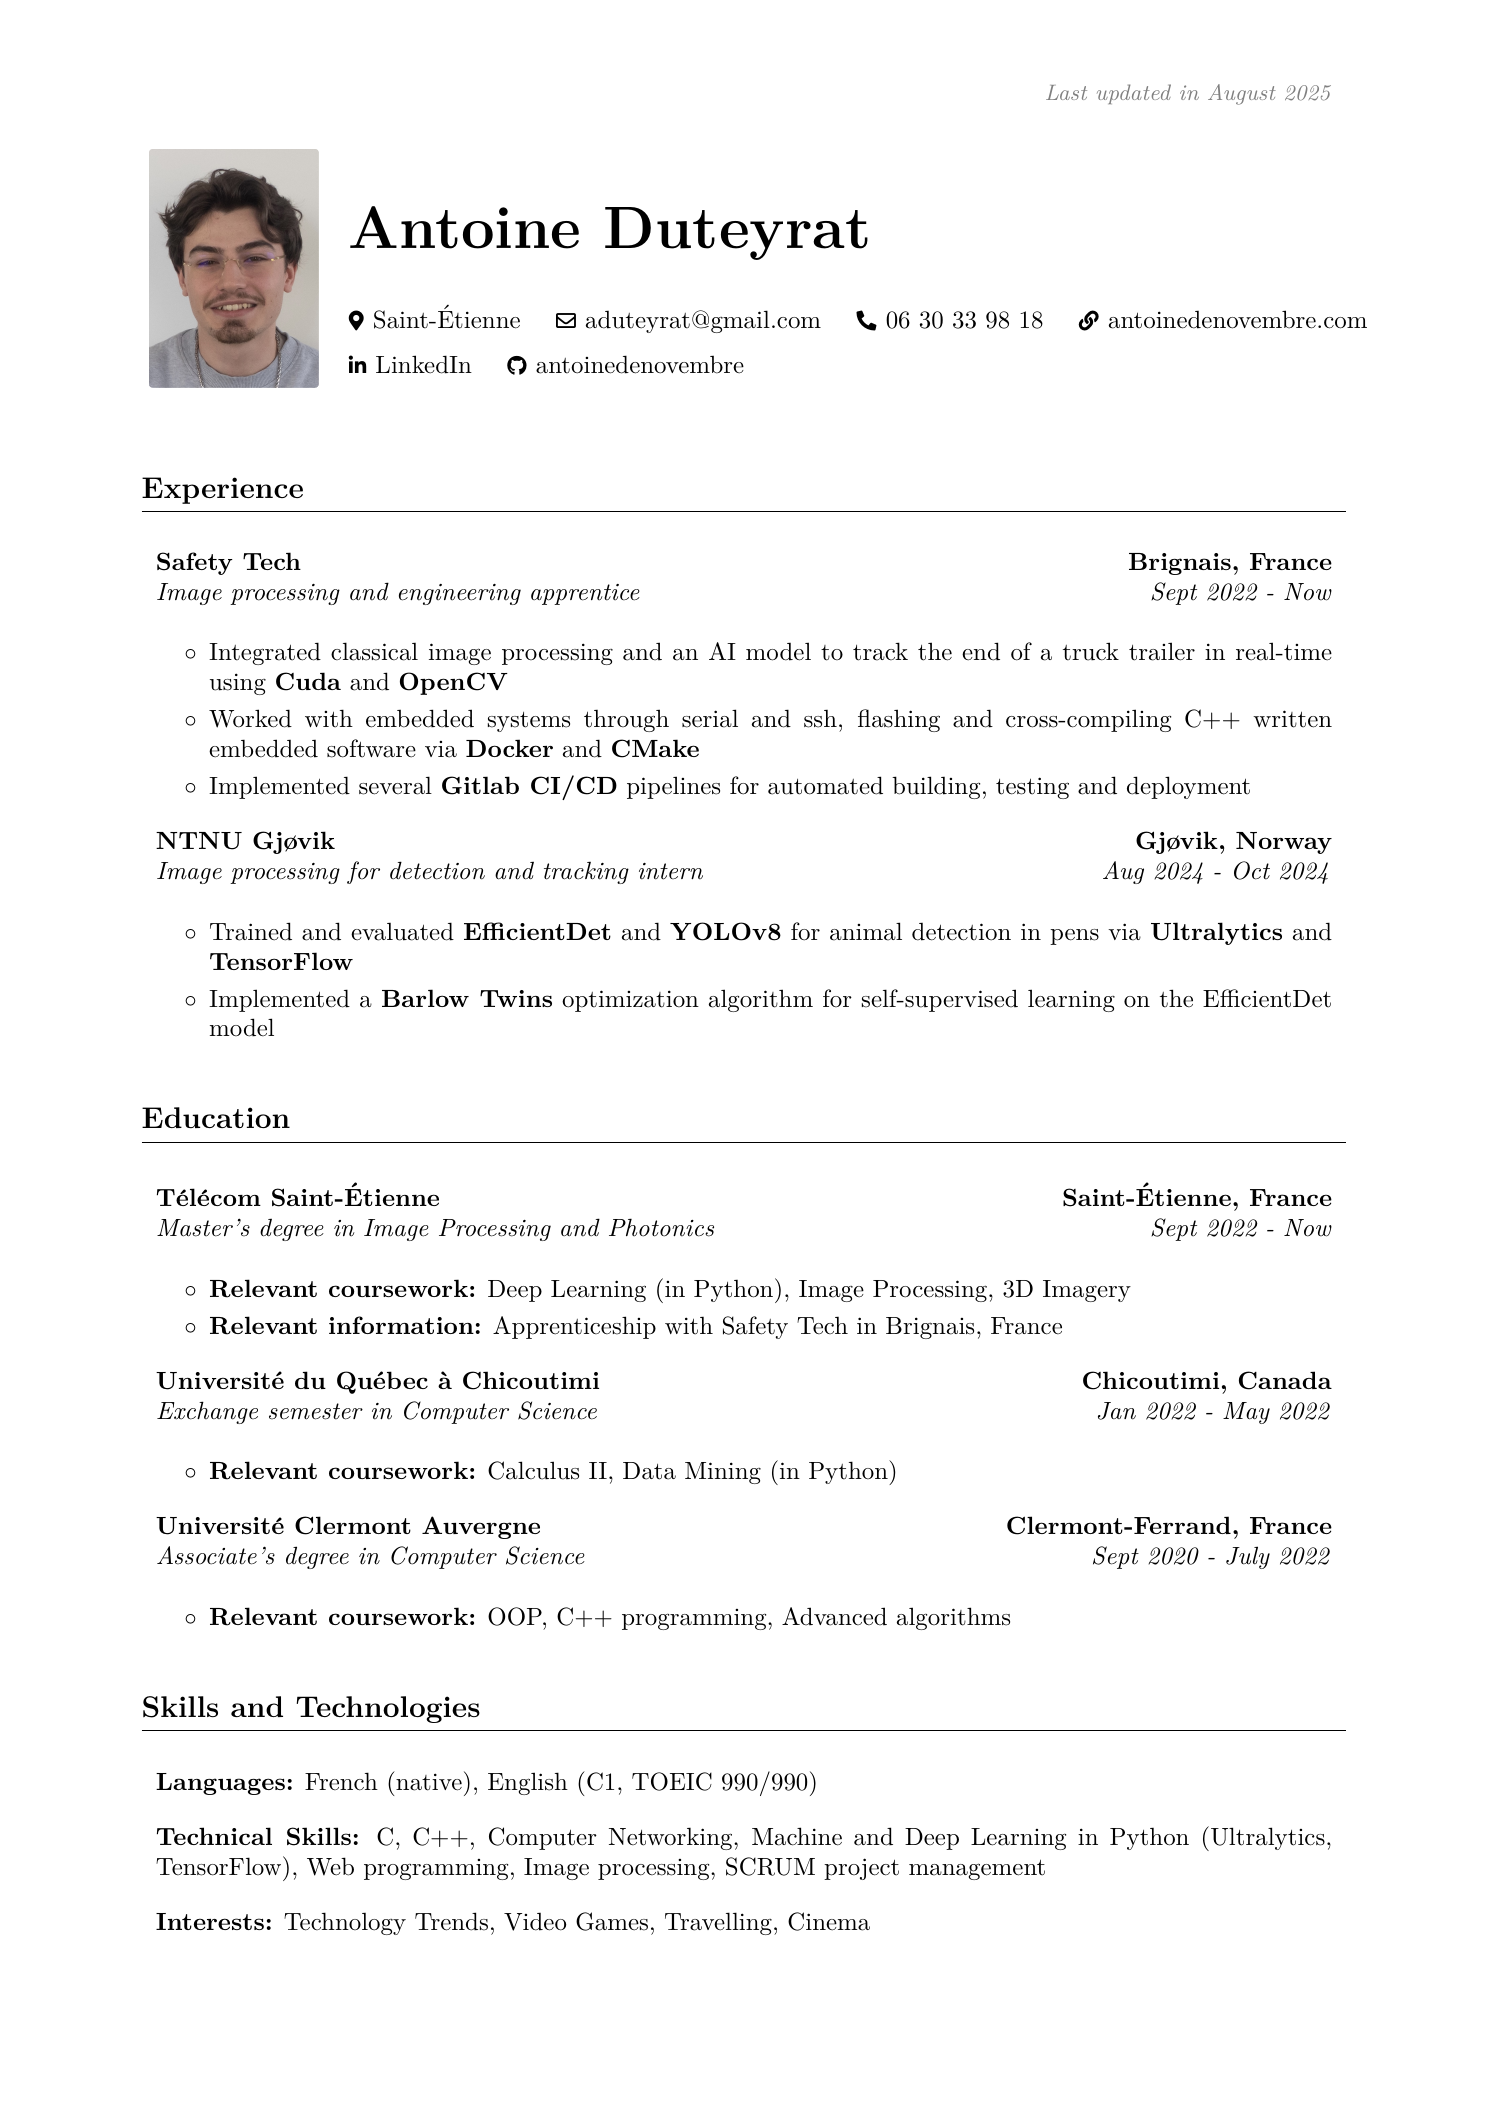 Last updated in August 2025
Antoine Duteyrat
Saint-Étienne aduteyrat@gmail.com 06 30 33 98 18 antoinedenovembre.com
LinkedIn antoinedenovembre
Experience
Safety Tech Brignais, France
Image processing and engineering apprentice Sept 2022 - Now
◦ Integrated classical image processing and an AI model to track the end of a truck trailer in real-time
using Cuda and OpenCV
◦ Worked with embedded systems through serial and ssh, flashing and cross-compiling C++ written
embedded software via Docker and CMake
◦ Implemented several Gitlab CI/CD pipelines for automated building, testing and deployment
NTNU Gjøvik Gjøvik, Norway
Image processing for detection and tracking intern Aug 2024 - Oct 2024
◦ Trained and evaluated EfficientDet and YOLOv8 for animal detection in pens via Ultralytics and
TensorFlow
◦ Implemented a Barlow Twins optimization algorithm for self-supervised learning on the EfficientDet
model
Education
Télécom Saint-Étienne Saint-Étienne, France
Master's degree in Image Processing and Photonics Sept 2022 - Now
◦ Relevant coursework: Deep Learning (in Python), Image Processing, 3D Imagery
◦ Relevant information: Apprenticeship with Safety Tech in Brignais, France
Université du Québec à Chicoutimi Chicoutimi, Canada
Exchange semester in Computer Science Jan 2022 - May 2022
◦ Relevant coursework: Calculus II, Data Mining (in Python)
Université Clermont Auvergne Clermont-Ferrand, France
Associate's degree in Computer Science Sept 2020 - July 2022
◦ Relevant coursework: OOP, C++ programming, Advanced algorithms
Skills and Technologies
Languages: French (native), English (C1, TOEIC 990/990)
Technical Skills: C, C++, Computer Networking, Machine and Deep Learning in Python (Ultralytics,
TensorFlow), Web programming, Image processing, SCRUM project management
Interests: Technology Trends, Video Games, Travelling, Cinema